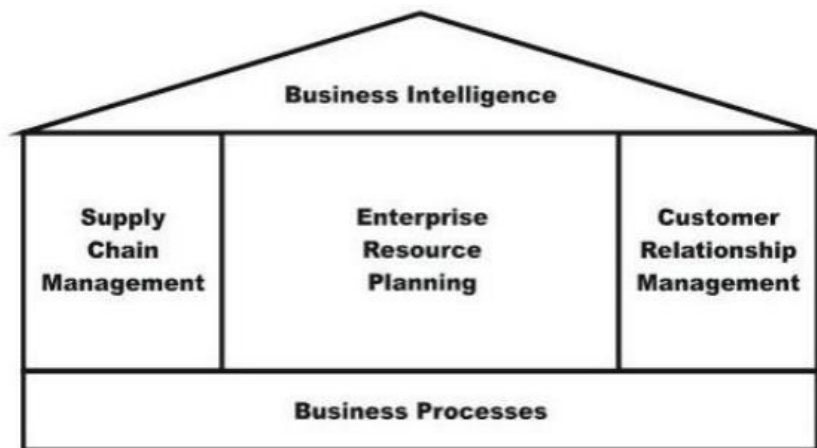 Business Intelligence
Supply
Chain
Management
Enterprise
Resource
Planning
Customer
Relationship
Management
Business Processes